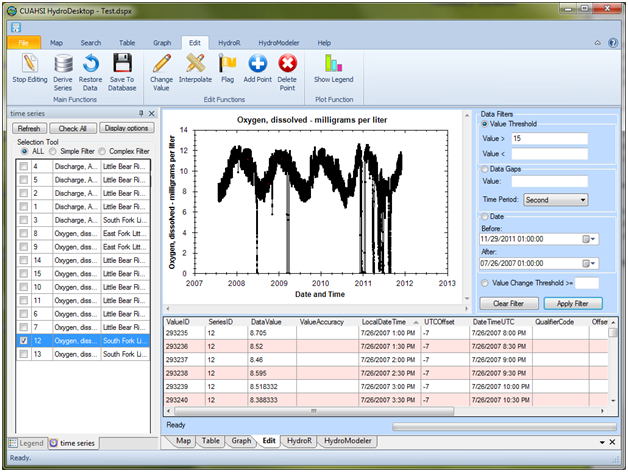 CUAHSI HydroDesktop - Test.dspx
File Map Search Table Graph Edit HydroR HydroModeler Help
Stop Editing Derive Series Restore Data Save To Database Change Value Interpolate Flag Add Point Delete Point Show Legend
Main Functions Edit Functions Plot Function
time series
Refresh Check All Display options
Selection Tool
ALL Simple Filter Complex Filter
4 Discharge, A... Little Bear Ri...
5 Discharge, A... Little Bear Ri...
2 Discharge, A... Little Bear Ri...
1 Discharge, A... Little Bear Ri...
3 Discharge, A... South Fork Li...
8 Oxygen, diss... East Fork Litt...
9 Oxygen, diss... East Fork Litt...
14 Oxygen, diss... Little Bear Ri...
15 Oxygen, diss... Little Bear Ri...
10 Oxygen, diss... Little Bear Ri...
11 Oxygen, diss... Little Bear Ri...
6 Oxygen, diss... Little Bear Ri...
7 Oxygen, diss... Little Bear Ri...
12 Oxygen, diss... South Fork Li...
13 Oxygen, diss... South Fork Li...
Legend time series
Oxygen, dissolved - milligrams per liter
Oxygen, dissolved - milligrams per liter
14
12
10
8
6
4
2
0
2007 2008 2009 2010 2011 2012 2013
Date and Time
Data Filters
Value Threshold
Value > 15
Value <
Data Gaps
Value:
Time Period: Second
Date
Before:
11/29/2011 01:00:00
After:
07/26/2007 01:00:00
Value Change Threshold >=
Clear Filter Apply Filter
ValueID SeriesID DataValue ValueAccuracy LocalDateTime UTCOffset DateTimeUTC QualifierCode Offse
293235 12 8.705 7/26/2007 1:00 PM -7 7/26/2007 8:00 PM
293236 12 8.52 7/26/2007 1:30 PM -7 7/26/2007 8:30 PM
293237 12 8.46 7/26/2007 2:00 PM -7 7/26/2007 9:00 PM
293238 12 8.595 7/26/2007 2:30 PM -7 7/26/2007 9:30 PM
293239 12 8.518332 7/26/2007 3:00 PM -7 7/26/2007 10:00 PM
293240 12 8.388333 7/26/2007 3:30 PM -7 7/26/2007 10:30 PM
Ready
Map Table Graph Edit HydroR HydroModeler
Ready.